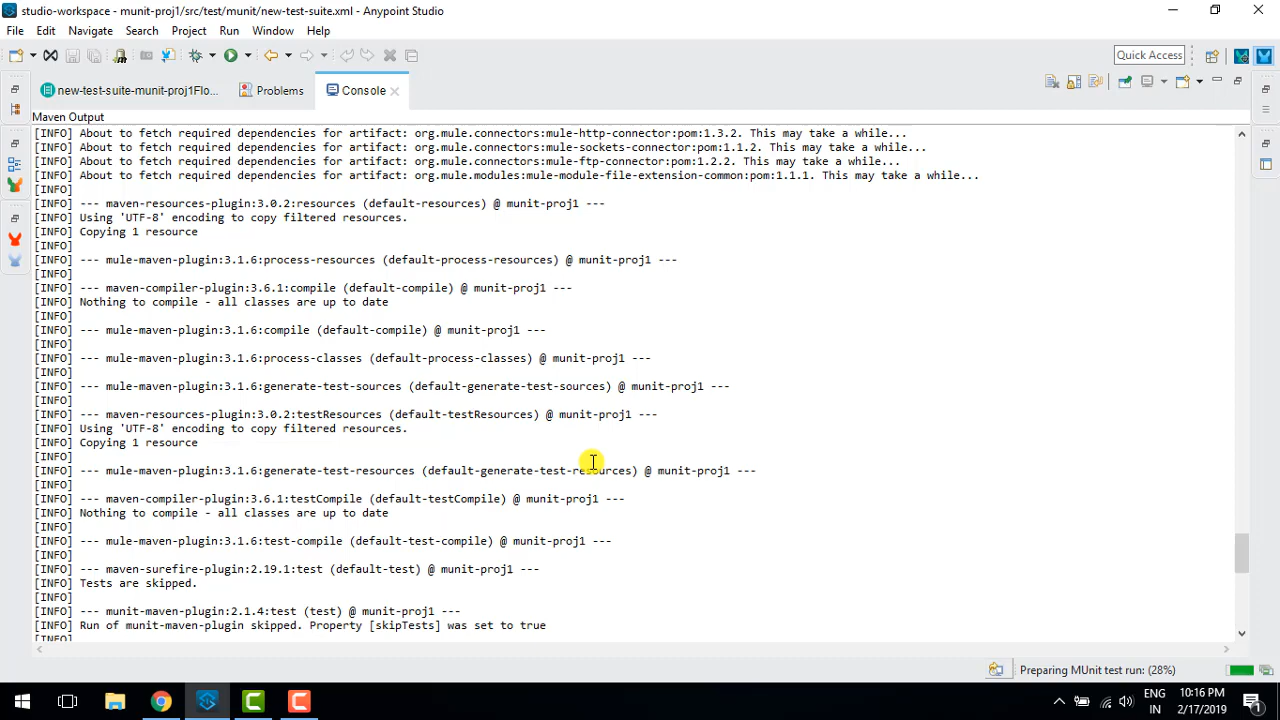 studio-workspace - munit-proj1/src/test/munit/new-test-suite.xml - Anypoint Studio
File Edit Navigate Search Project Run Window Help
Quick Access
new-test-suite-munit-proj1Flo...
Problems
Console
Maven Output
[INFO] About to fetch required dependencies for artifact: org.mule.connectors:mule-http-connector:pom:1.3.2. This may take a while...
[INFO] About to fetch required dependencies for artifact: org.mule.connectors:mule-sockets-connector:pom:1.1.2. This may take a while...
[INFO] About to fetch required dependencies for artifact: org.mule.connectors:mule-ftp-connector:pom:1.2.2. This may take a while...
[INFO] About to fetch required dependencies for artifact: org.mule.modules:mule-module-file-extension-common:pom:1.1.1. This may take a while...
[INFO]
[INFO] --- maven-resources-plugin:3.0.2:resources (default-resources) @ munit-proj1 ---
[INFO] Using 'UTF-8' encoding to copy filtered resources.
[INFO] Copying 1 resource
[INFO]
[INFO] --- mule-maven-plugin:3.1.6:process-resources (default-process-resources) @ munit-proj1 ---
[INFO]
[INFO] --- maven-compiler-plugin:3.6.1:compile (default-compile) @ munit-proj1 ---
[INFO] Nothing to compile - all classes are up to date
[INFO]
[INFO] --- mule-maven-plugin:3.1.6:compile (default-compile) @ munit-proj1 ---
[INFO]
[INFO] --- mule-maven-plugin:3.1.6:process-classes (default-process-classes) @ munit-proj1 ---
[INFO]
[INFO] --- mule-maven-plugin:3.1.6:generate-test-sources (default-generate-test-sources) @ munit-proj1 ---
[INFO]
[INFO] --- maven-resources-plugin:3.0.2:testResources (default-testResources) @ munit-proj1 ---
[INFO] Using 'UTF-8' encoding to copy filtered resources.
[INFO] Copying 1 resource
[INFO]
[INFO] --- mule-maven-plugin:3.1.6:generate-test-resources (default-generate-test-resources) @ munit-proj1 ---
[INFO]
[INFO] --- maven-compiler-plugin:3.6.1:testCompile (default-testCompile) @ munit-proj1 ---
[INFO] Nothing to compile - all classes are up to date
[INFO]
[INFO] --- mule-maven-plugin:3.1.6:test-compile (default-test-compile) @ munit-proj1 ---
[INFO]
[INFO] --- maven-surefire-plugin:2.19.1:test (default-test) @ munit-proj1 ---
[INFO] Tests are skipped.
[INFO]
[INFO] --- munit-maven-plugin:2.1.4:test (test) @ munit-proj1 ---
[INFO] Run of munit-maven-plugin skipped. Property [skipTests] was set to true
[INFO]
Preparing MUnit test run: (28%)
ENG 10:16 PM
IN 2/17/2019
1